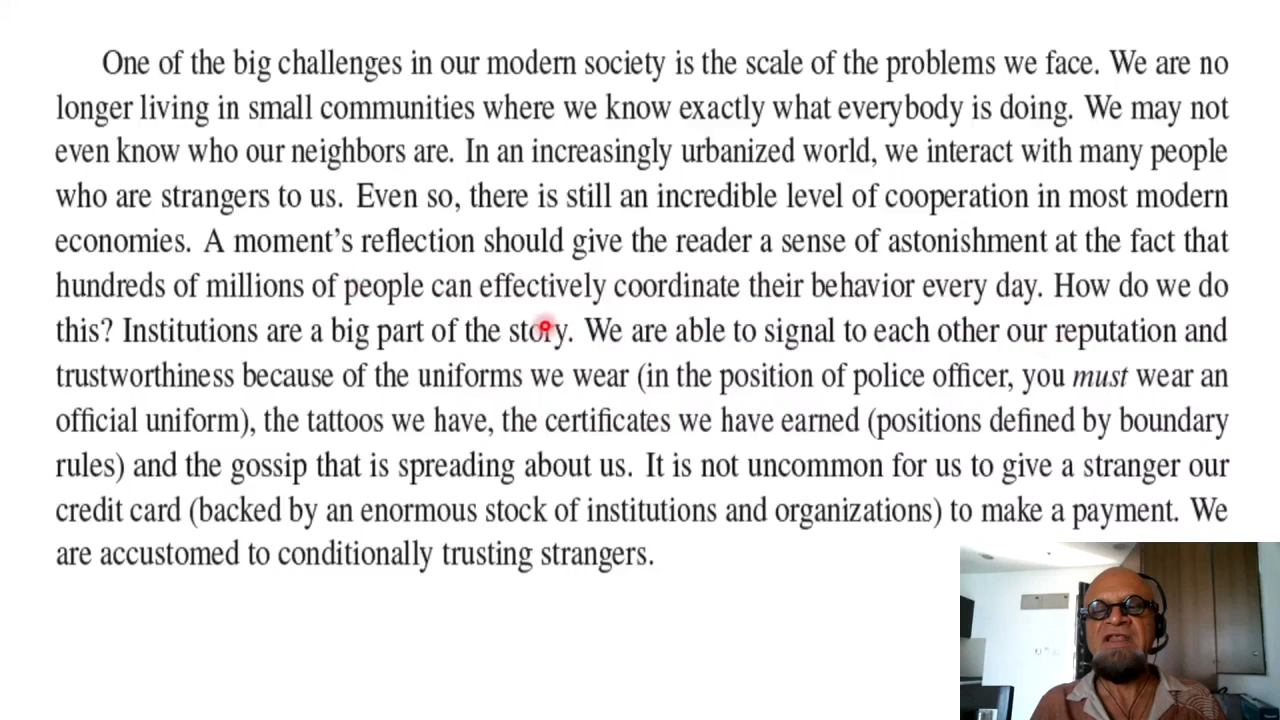 One of the big challenges in our modern society is the scale of the problems we face. We are no
longer living in small communities where we know exactly what everybody is doing. We may not
even know who our neighbors are. In an increasingly urbanized world, we interact with many people
who are strangers to us. Even so, there is still an incredible level of cooperation in most modern
economies. A moment’s reflection should give the reader a sense of astonishment at the fact that
hundreds of millions of people can effectively coordinate their behavior every day. How do we do
this? Institutions are a big part of the story. We are able to signal to each other our reputation and
trustworthiness because of the uniforms we wear (in the position of police officer, you must wear an
official uniform), the tattoos we have, the certificates we have earned (positions defined by boundary
rules) and the gossip that is spreading about us. It is not uncommon for us to give a stranger our
credit card (backed by an enormous stock of institutions and organizations) to make a payment. We
are accustomed to conditionally trusting strangers.